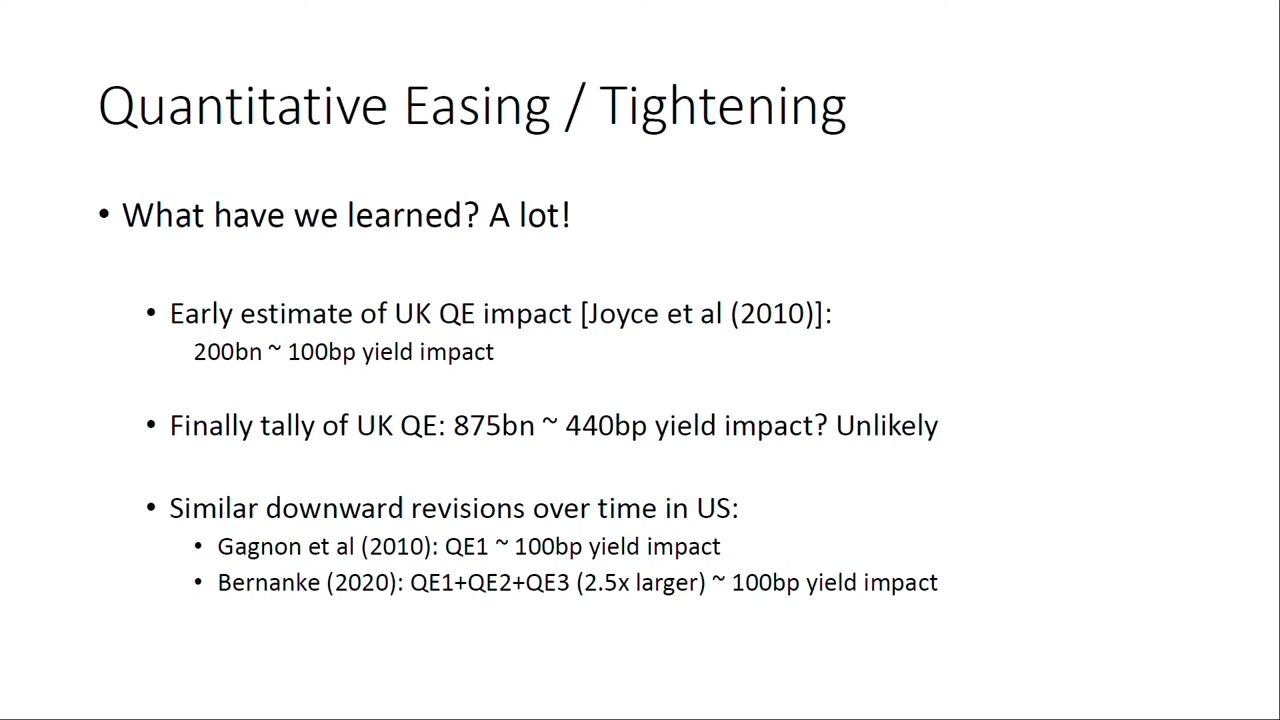 Quantitative Easing / Tightening
• What have we learned? A lot!
• Early estimate of UK QE impact [Joyce et al (2010)]:
200bn ~ 100bp yield impact
• Finally tally of UK QE: 875bn ~ 440bp yield impact? Unlikely
• Similar downward revisions over time in US:
• Gagnon et al (2010): QE1 ~ 100bp yield impact
• Bernanke (2020): QE1+QE2+QE3 (2.5x larger) ~ 100bp yield impact